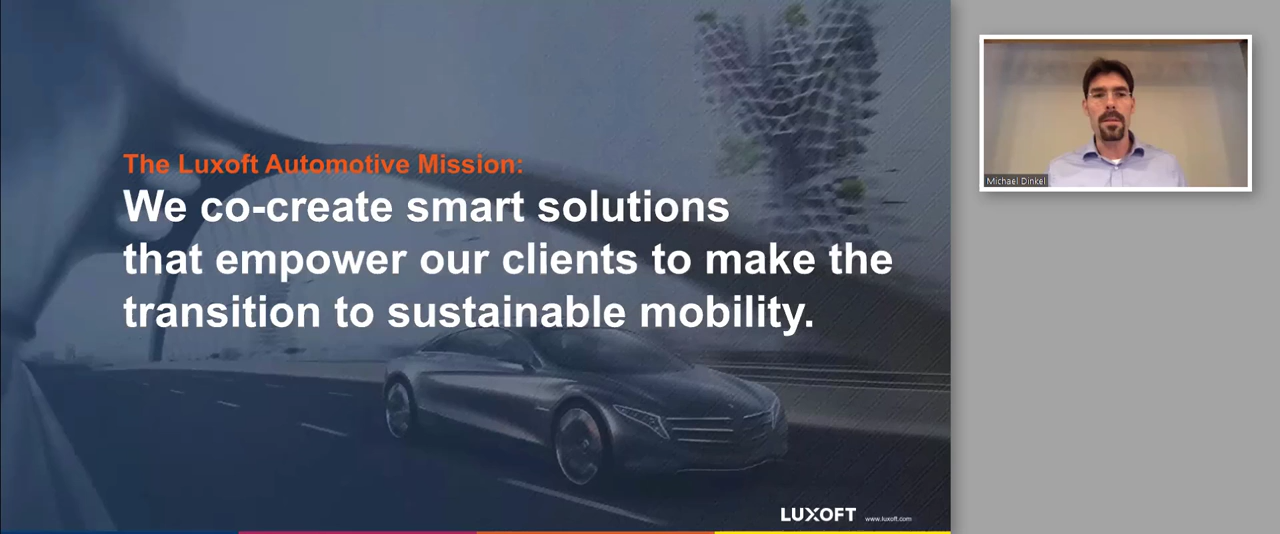 The Luxoft Automotive Mission:
We co-create smart solutions
that empower our clients to make the
transition to sustainable mobility.
LUXOFT www.luxoft.com
Michael Dinkel